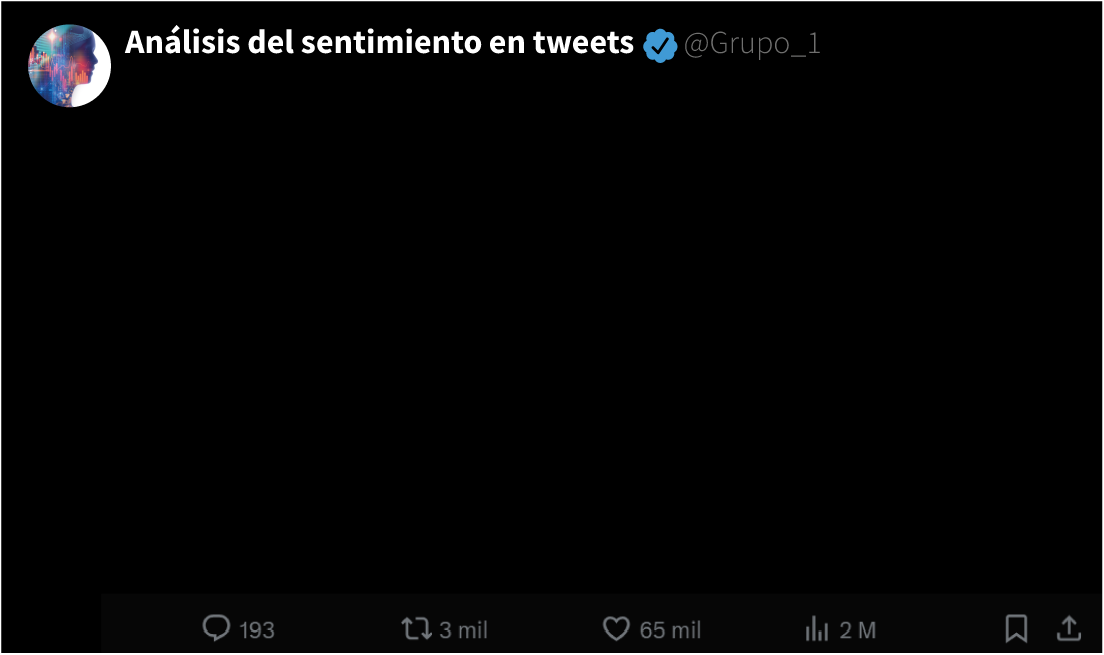 Análisis del sentimiento en tweets @Grupo_1
193 3 mil 65 mil 2 M